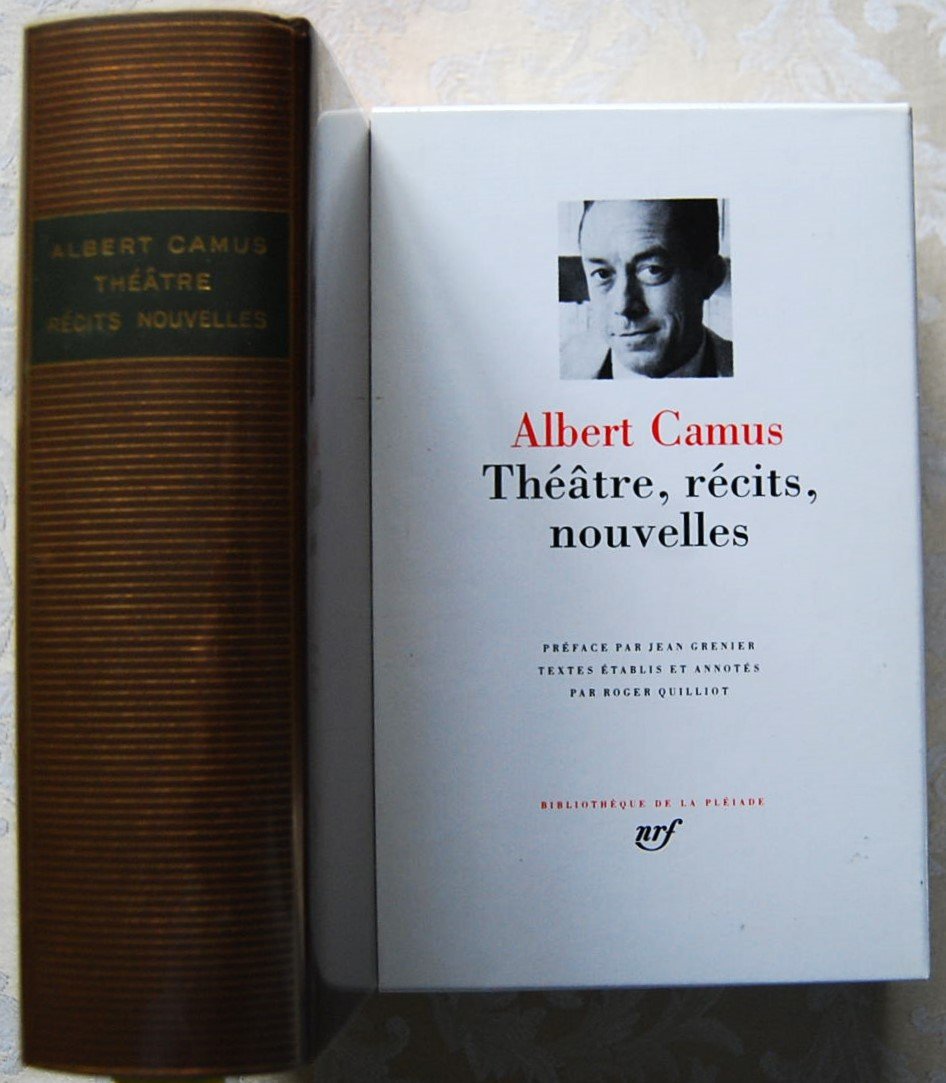 ALBERT CAMUS
THÉÂTRE
RÉCITS NOUVELLES
Albert Camus
Théâtre, récits,
nouvelles
PRÉFACE PAR JEAN GRENIER
TEXTES ÉTABLIS ET ANNOTÉS
PAR ROGER QUILLIOT
BIBLIOTHÈQUE DE LA PLÉIADE
nrf